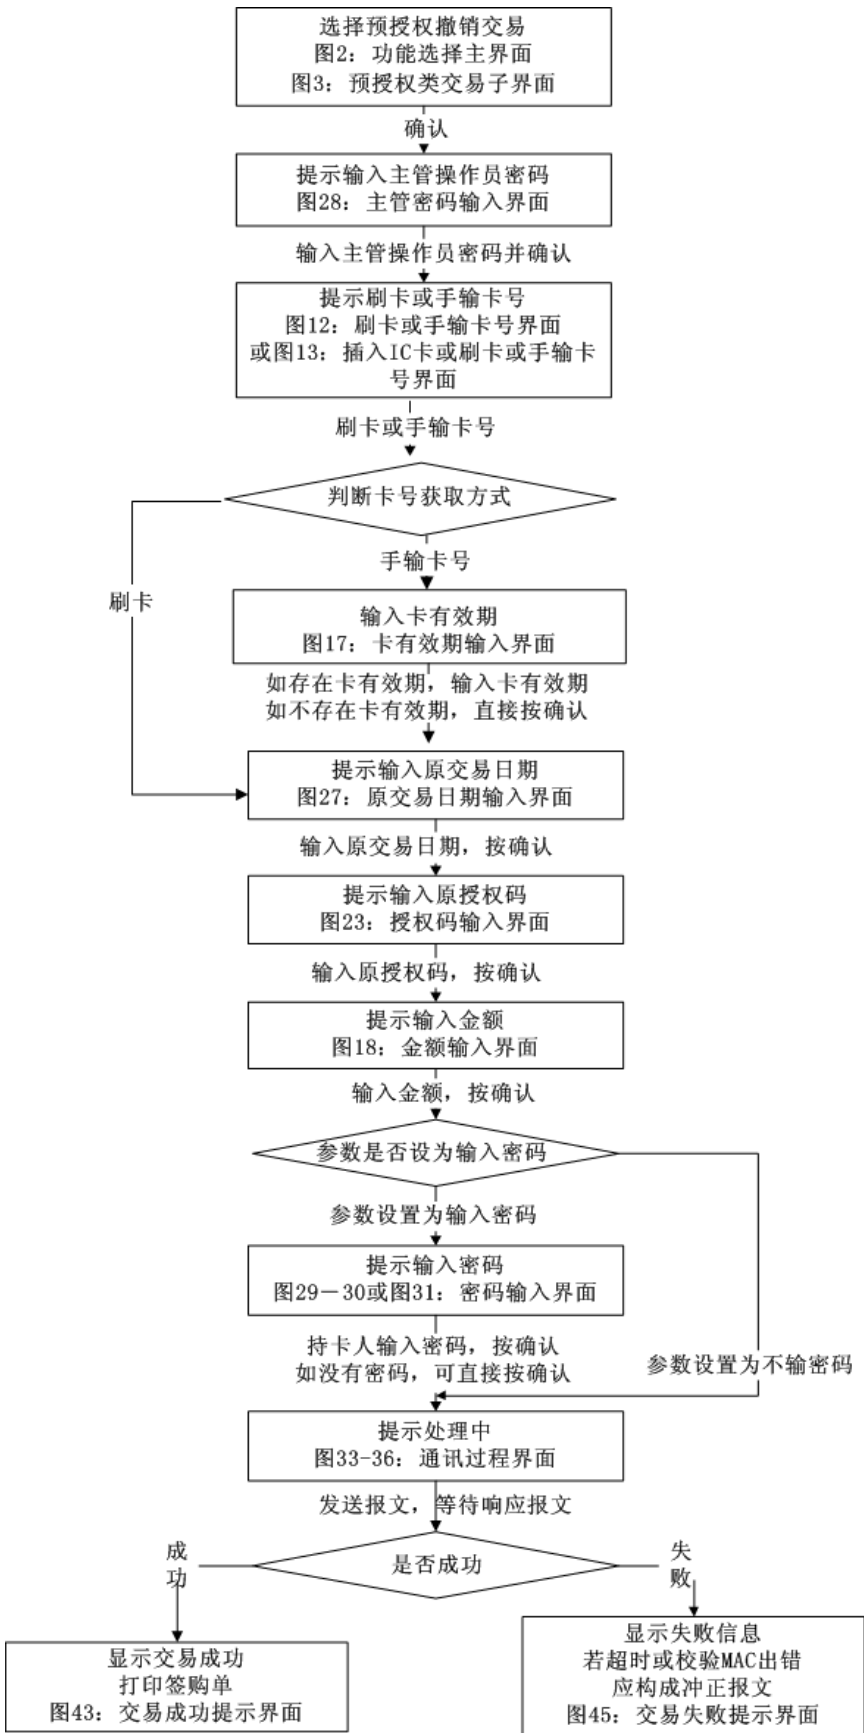 选择预授权撤销交易
图2：功能选择主界面
图3：预授权类交易子界面
确认
提示输入主管操作员密码
图28：主管密码输入界面
输入主管操作员密码并确认
提示刷卡或手输卡号
图12：刷卡或手输卡号界面
或图13：插入IC卡或刷卡或手输卡
号界面
刷卡或手输卡号
判断卡号获取方式
手输卡号
刷卡
输入卡有效期
图17：卡有效期输入界面
如存在卡有效期，输入卡有效期
如不存在卡有效期，直接按确认
提示输入原交易日期
图27：原交易日期输入界面
输入原交易日期，按确认
提示输入原授权码
图23：授权码输入界面
输入原授权码，按确认
提示输入金额
图18：金额输入界面
输入金额，按确认
参数是否设为输入密码
参数设置为输入密码
提示输入密码
图29－30或图31：密码输入界面
持卡人输入密码，按确认
如没有密码，可直接按确认
参数设置为不输密码
提示处理中
图33-36：通讯过程界面
发送报文，等待响应报文
是否成功
成
功
失
败
显示交易成功
打印签购单
图43：交易成功提示界面
显示失败信息
若超时或校验MAC出错
应构成冲正报文
图45：交易失败提示界面